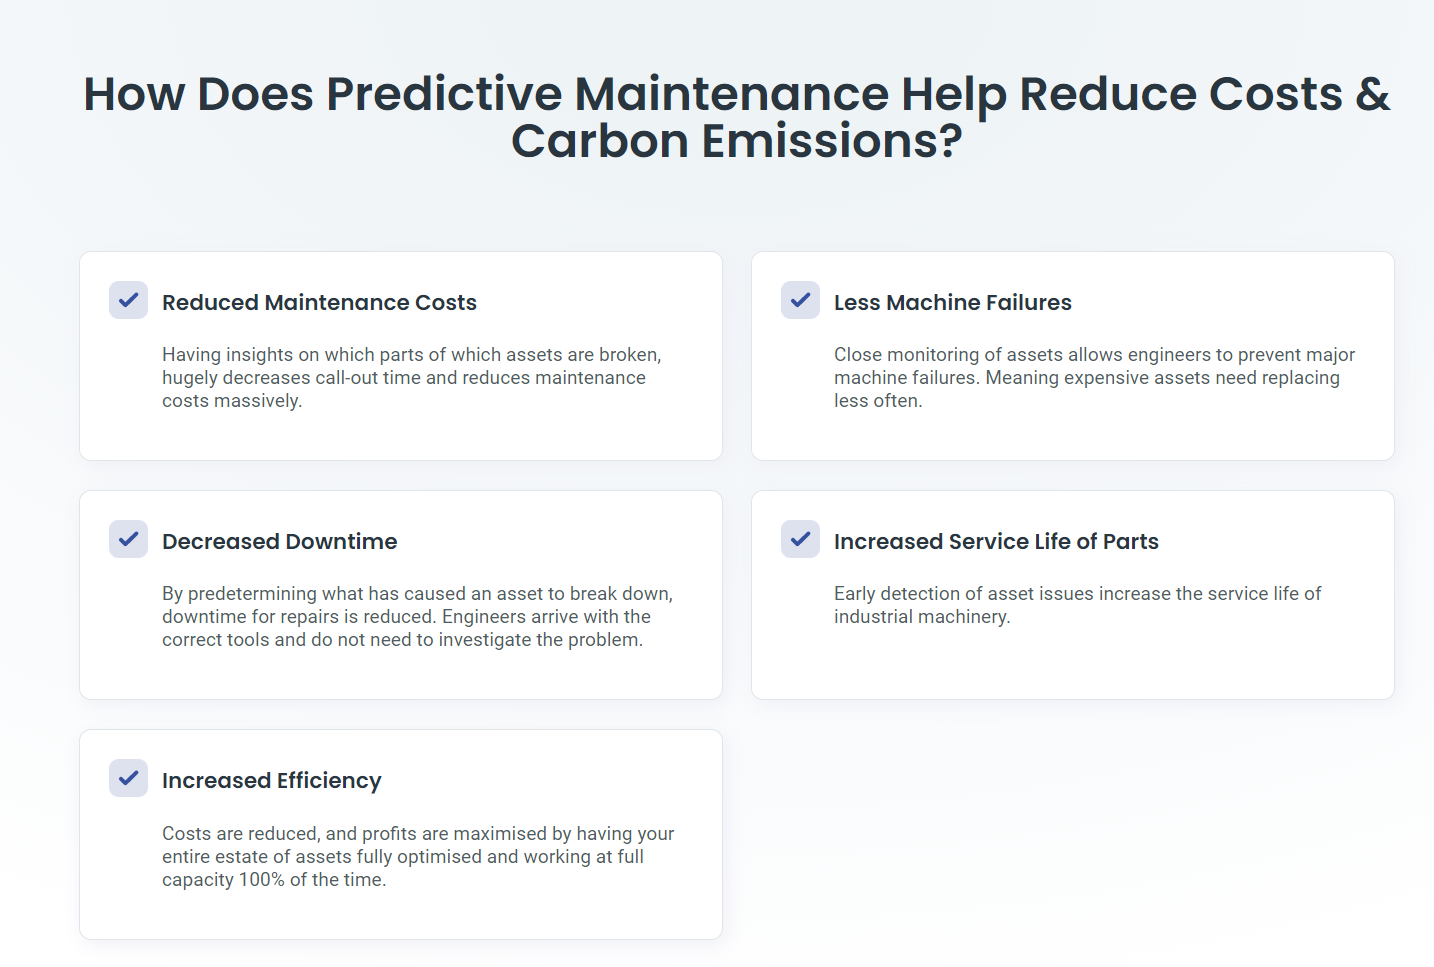 How Does Predictive Maintenance Help Reduce Costs &
Carbon Emissions?
Reduced Maintenance Costs
Having insights on which parts of which assets are broken,
hugely decreases call-out time and reduces maintenance
costs massively.
Less Machine Failures
Close monitoring of assets allows engineers to prevent major
machine failures. Meaning expensive assets need replacing
less often.
Decreased Downtime
By predetermining what has caused an asset to break down,
downtime for repairs is reduced. Engineers arrive with the
correct tools and do not need to investigate the problem.
Increased Service Life of Parts
Early detection of asset issues increase the service life of
industrial machinery.
Increased Efficiency
Costs are reduced, and profits are maximised by having your
entire estate of assets fully optimised and working at full
capacity 100% of the time.